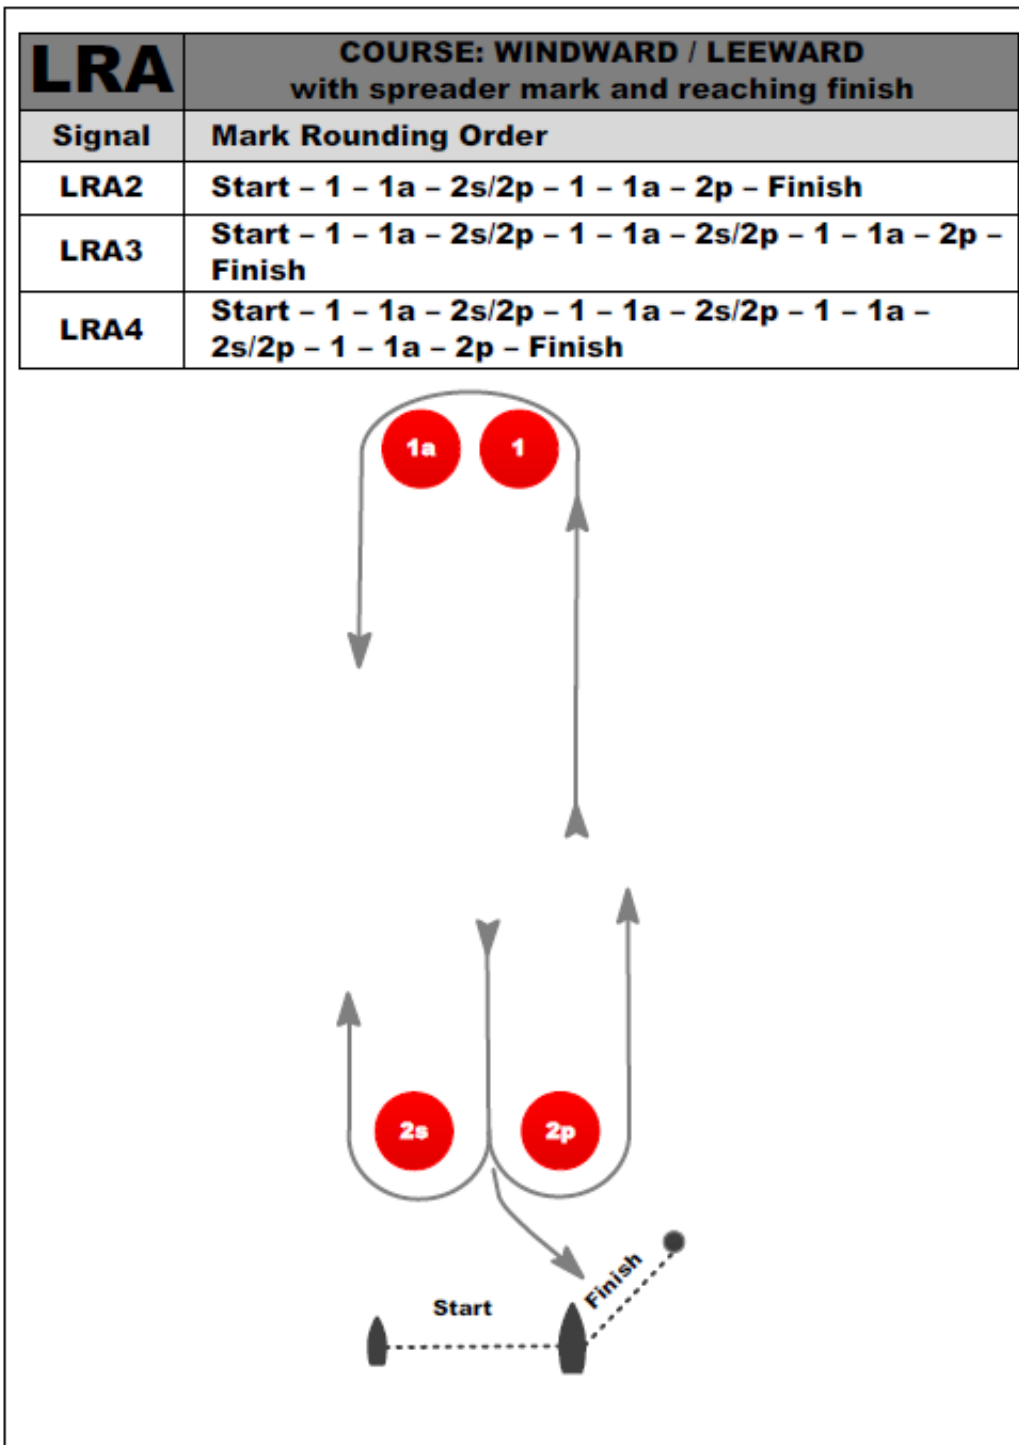 LRA
COURSE: WINDWARD / LEEWARD
with spreader mark and reaching finish
Signal
Mark Rounding Order
LRA2
Start – 1 – 1a – 2s/2p – 1 – 1a – 2p – Finish
LRA3
Start – 1 – 1a – 2s/2p – 1 – 1a – 2s/2p – 1 – 1a – 2p –
Finish
LRA4
Start – 1 – 1a – 2s/2p – 1 – 1a – 2s/2p – 1 – 1a –
2s/2p – 1 – 1a – 2p – Finish
1a
1
2s
2p
Finish
Start